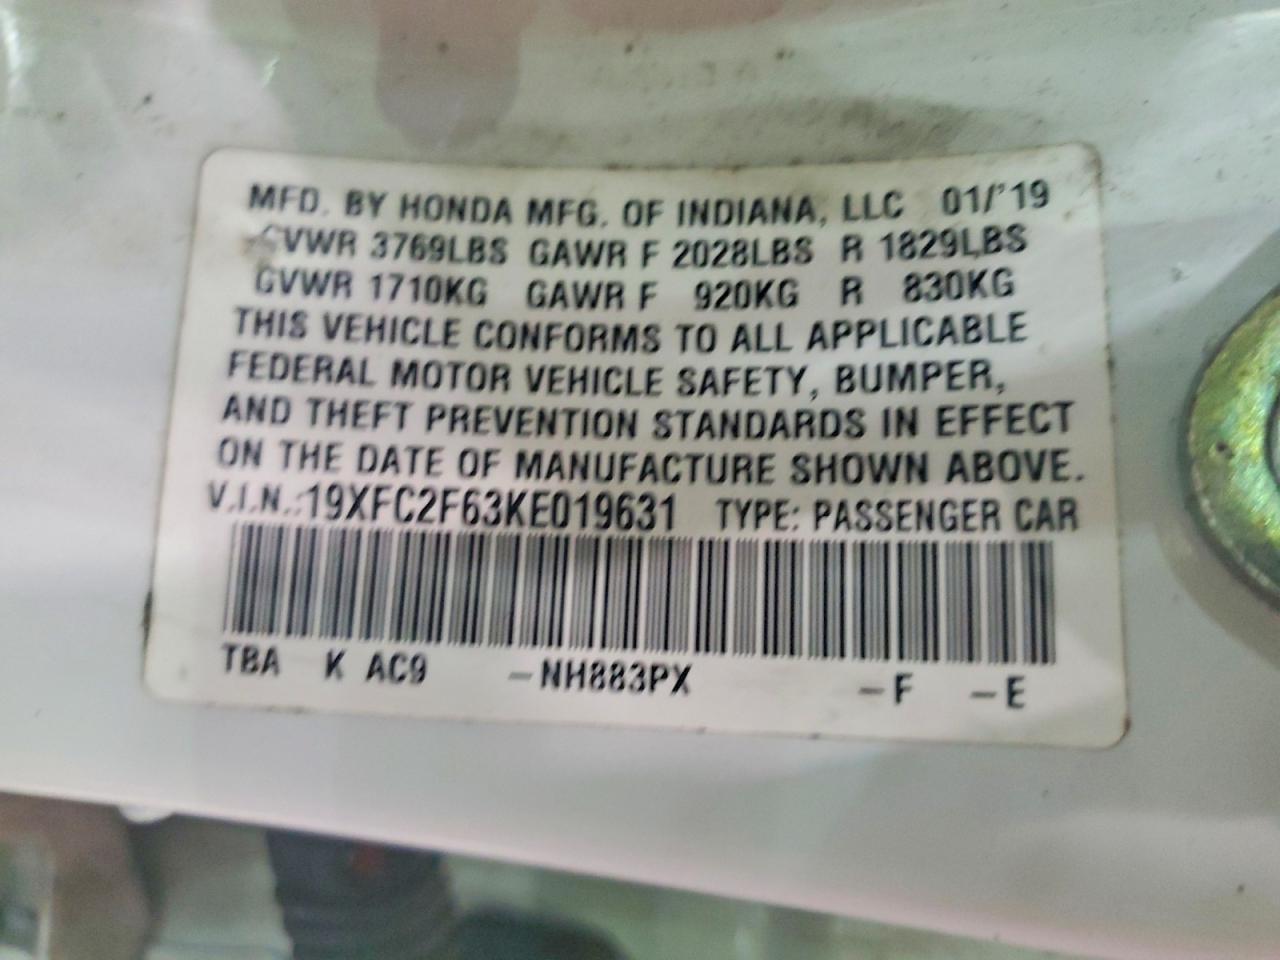 MFD. BY HONDA MFG. OF INDIANA, LLC 01/'19
GVWR 3769LBS GAWR F 2028LBS R 1829LBS
GVWR 1710KG GAWR F 920KG R 830KG
THIS VEHICLE CONFORMS TO ALL APPLICABLE
FEDERAL MOTOR VEHICLE SAFETY, BUMPER,
AND THEFT PREVENTION STANDARDS IN EFFECT
ON THE DATE OF MANUFACTURE SHOWN ABOVE.
V.I.N.:19XFC2F63KE019631 TYPE: PASSENGER CAR
TBA K AC9 -NH883PX -F -E